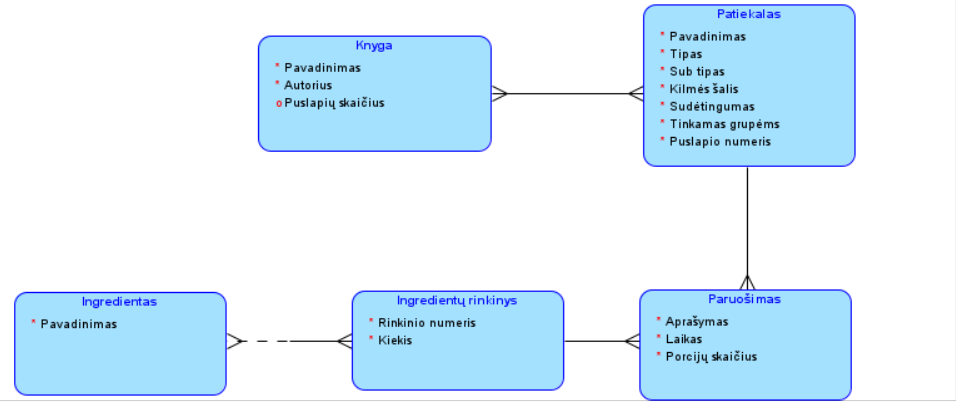 Knyga
* Pavadinimas
* Autorius
o Puslapių skaičius
Patiekalas
* Pavadinimas
* Tipas
* Sub tipas
* Kilmės šalis
* Sudėtingumas
* Tinkamas grupėms
* Puslapio numeris
Ingredientas
* Pavadinimas
Ingredientų rinkinys
* Rinkinio numeris
* Kiekis
Paruošimas
* Aprašymas
* Laikas
* Porcijų skaičius